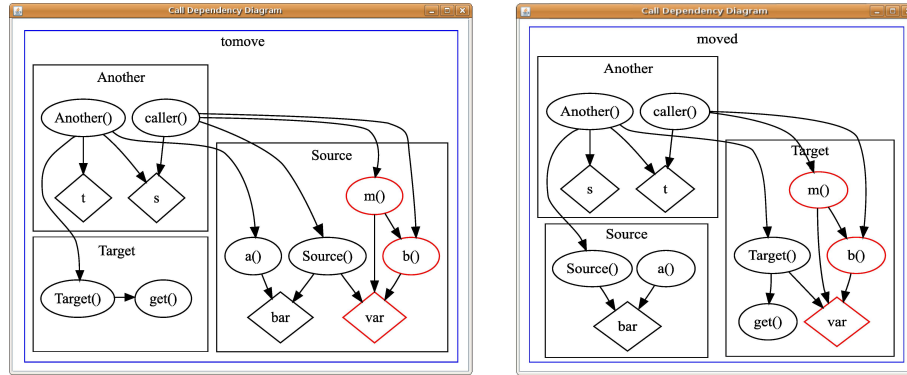 Call Dependency Diagram
tomove
Another
Another()
caller()
t
s
Target
Target()
get()
Source
m()
a()
Source()
b()
bar
var
Call Dependency Diagram
moved
Another
Another()
caller()
s
t
Source
Source()
a()
bar
Target
m()
Target()
b()
get()
var